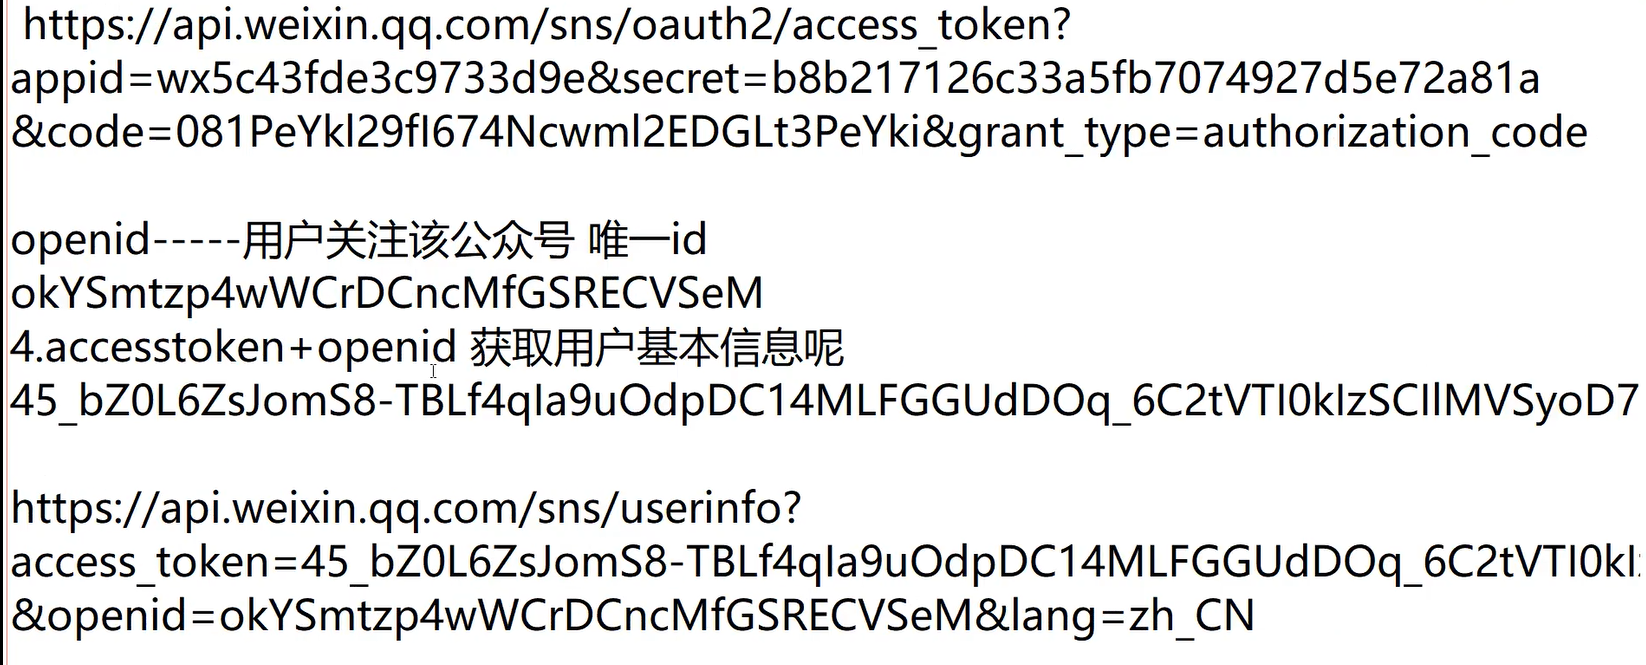 https://api.weixin.qq.com/sns/oauth2/access_token?
appid=wx5c43fde3c9733d9e&secret=b8b217126c33a5fb7074927d5e72a81a
&code=081PeYkl29fI674Ncwml2EDGLt3PeYki&grant_type=authorization_code
openid-----用户关注该公众号 唯一id
okYSmtzp4wWCrDCncMfGSRECVSeM
4.accesstoken+openid 获取用户基本信息呢
45_bZ0L6ZsJomS8-TBLf4qIa9uOdpDC14MLFGGUdDOq_6C2tVTI0kIzSCIlMVSyoD7
https://api.weixin.qq.com/sns/userinfo?
access_token=45_bZ0L6ZsJomS8-TBLf4qIa9uOdpDC14MLFGGUdDOq_6C2tVTI0kI
&openid=okYSmtzp4wWCrDCncMfGSRECVSeM&lang=zh_CN